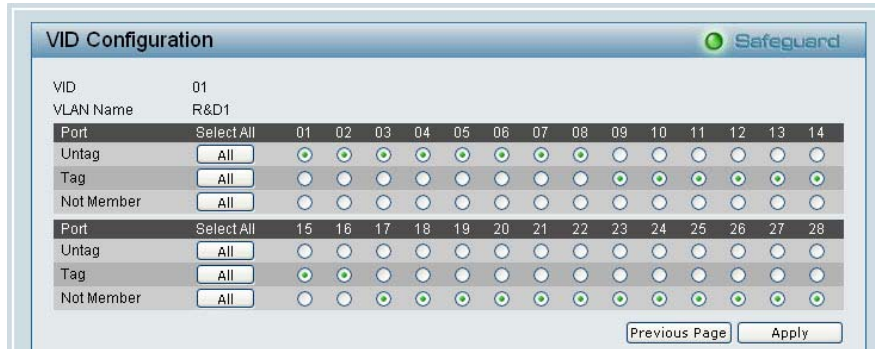 VID Configuration Safeguard
VID 01
VLAN Name R&D1
Port Select All 01 02 03 04 05 06 07 08 09 10 11 12 13 14
Untag All
Tag All
Not Member All
Port Select All 15 16 17 18 19 20 21 22 23 24 25 26 27 28
Untag All
Tag All
Not Member All
Previous Page Apply